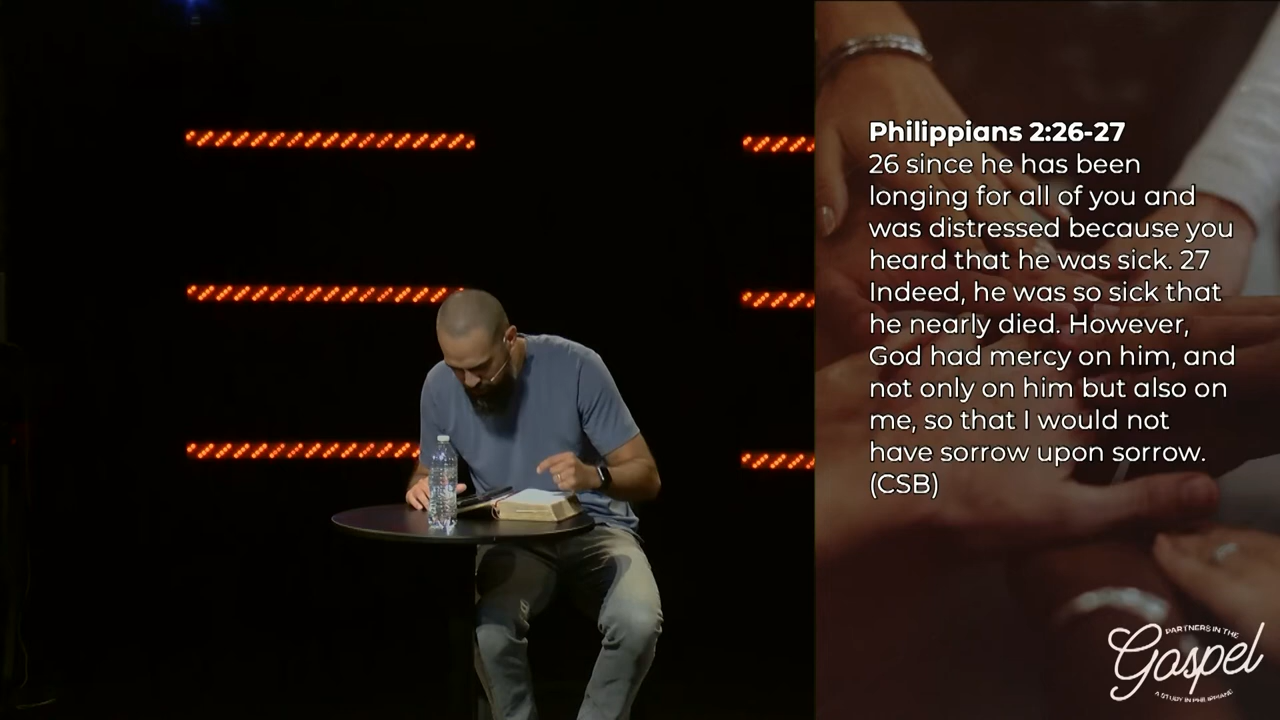 Philippians 2:26-27
26 since he has been
longing for all of you and
was distressed because you
heard that he was sick. 27
Indeed, he was so sick that
he nearly died. However,
God had mercy on him, and
not only on him but also on
me, so that I would not
have sorrow upon sorrow.
(CSB)
PARTNERS IN THE
Gospel
A STUDY IN PHILIPPIANS